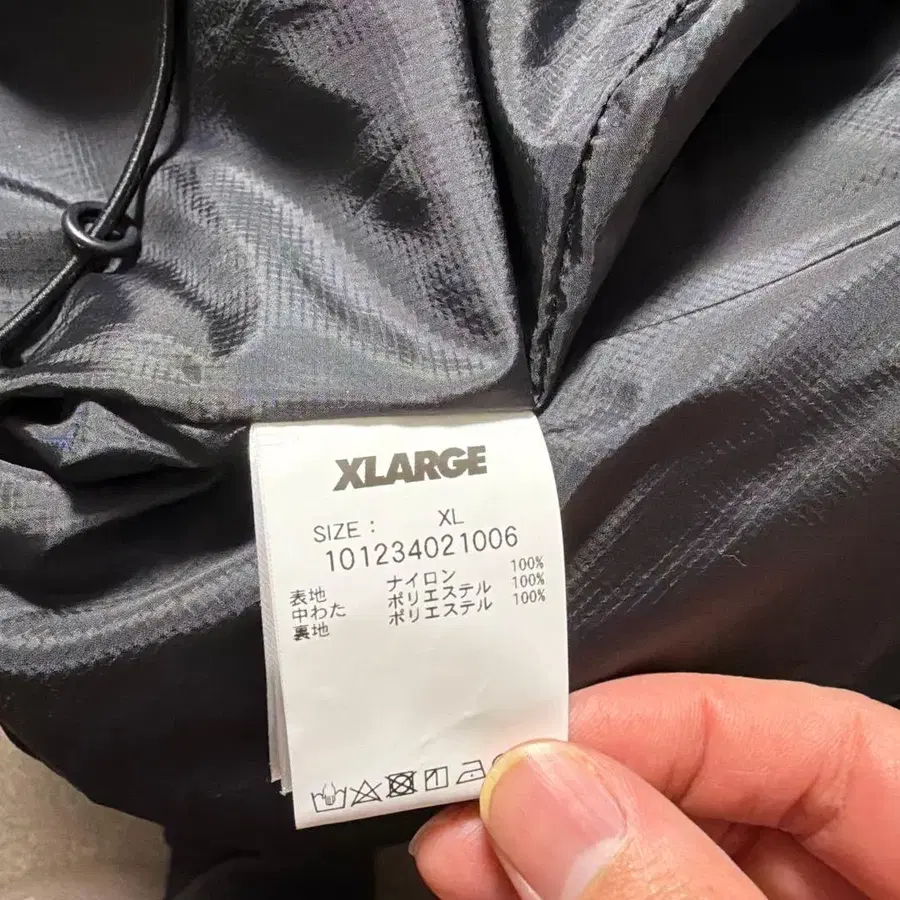 XLARGE
SIZE : XL
101234021006
表地 ナイロン 100%
中わた ポリエステル 100%
裏地 ポリエステル 100%